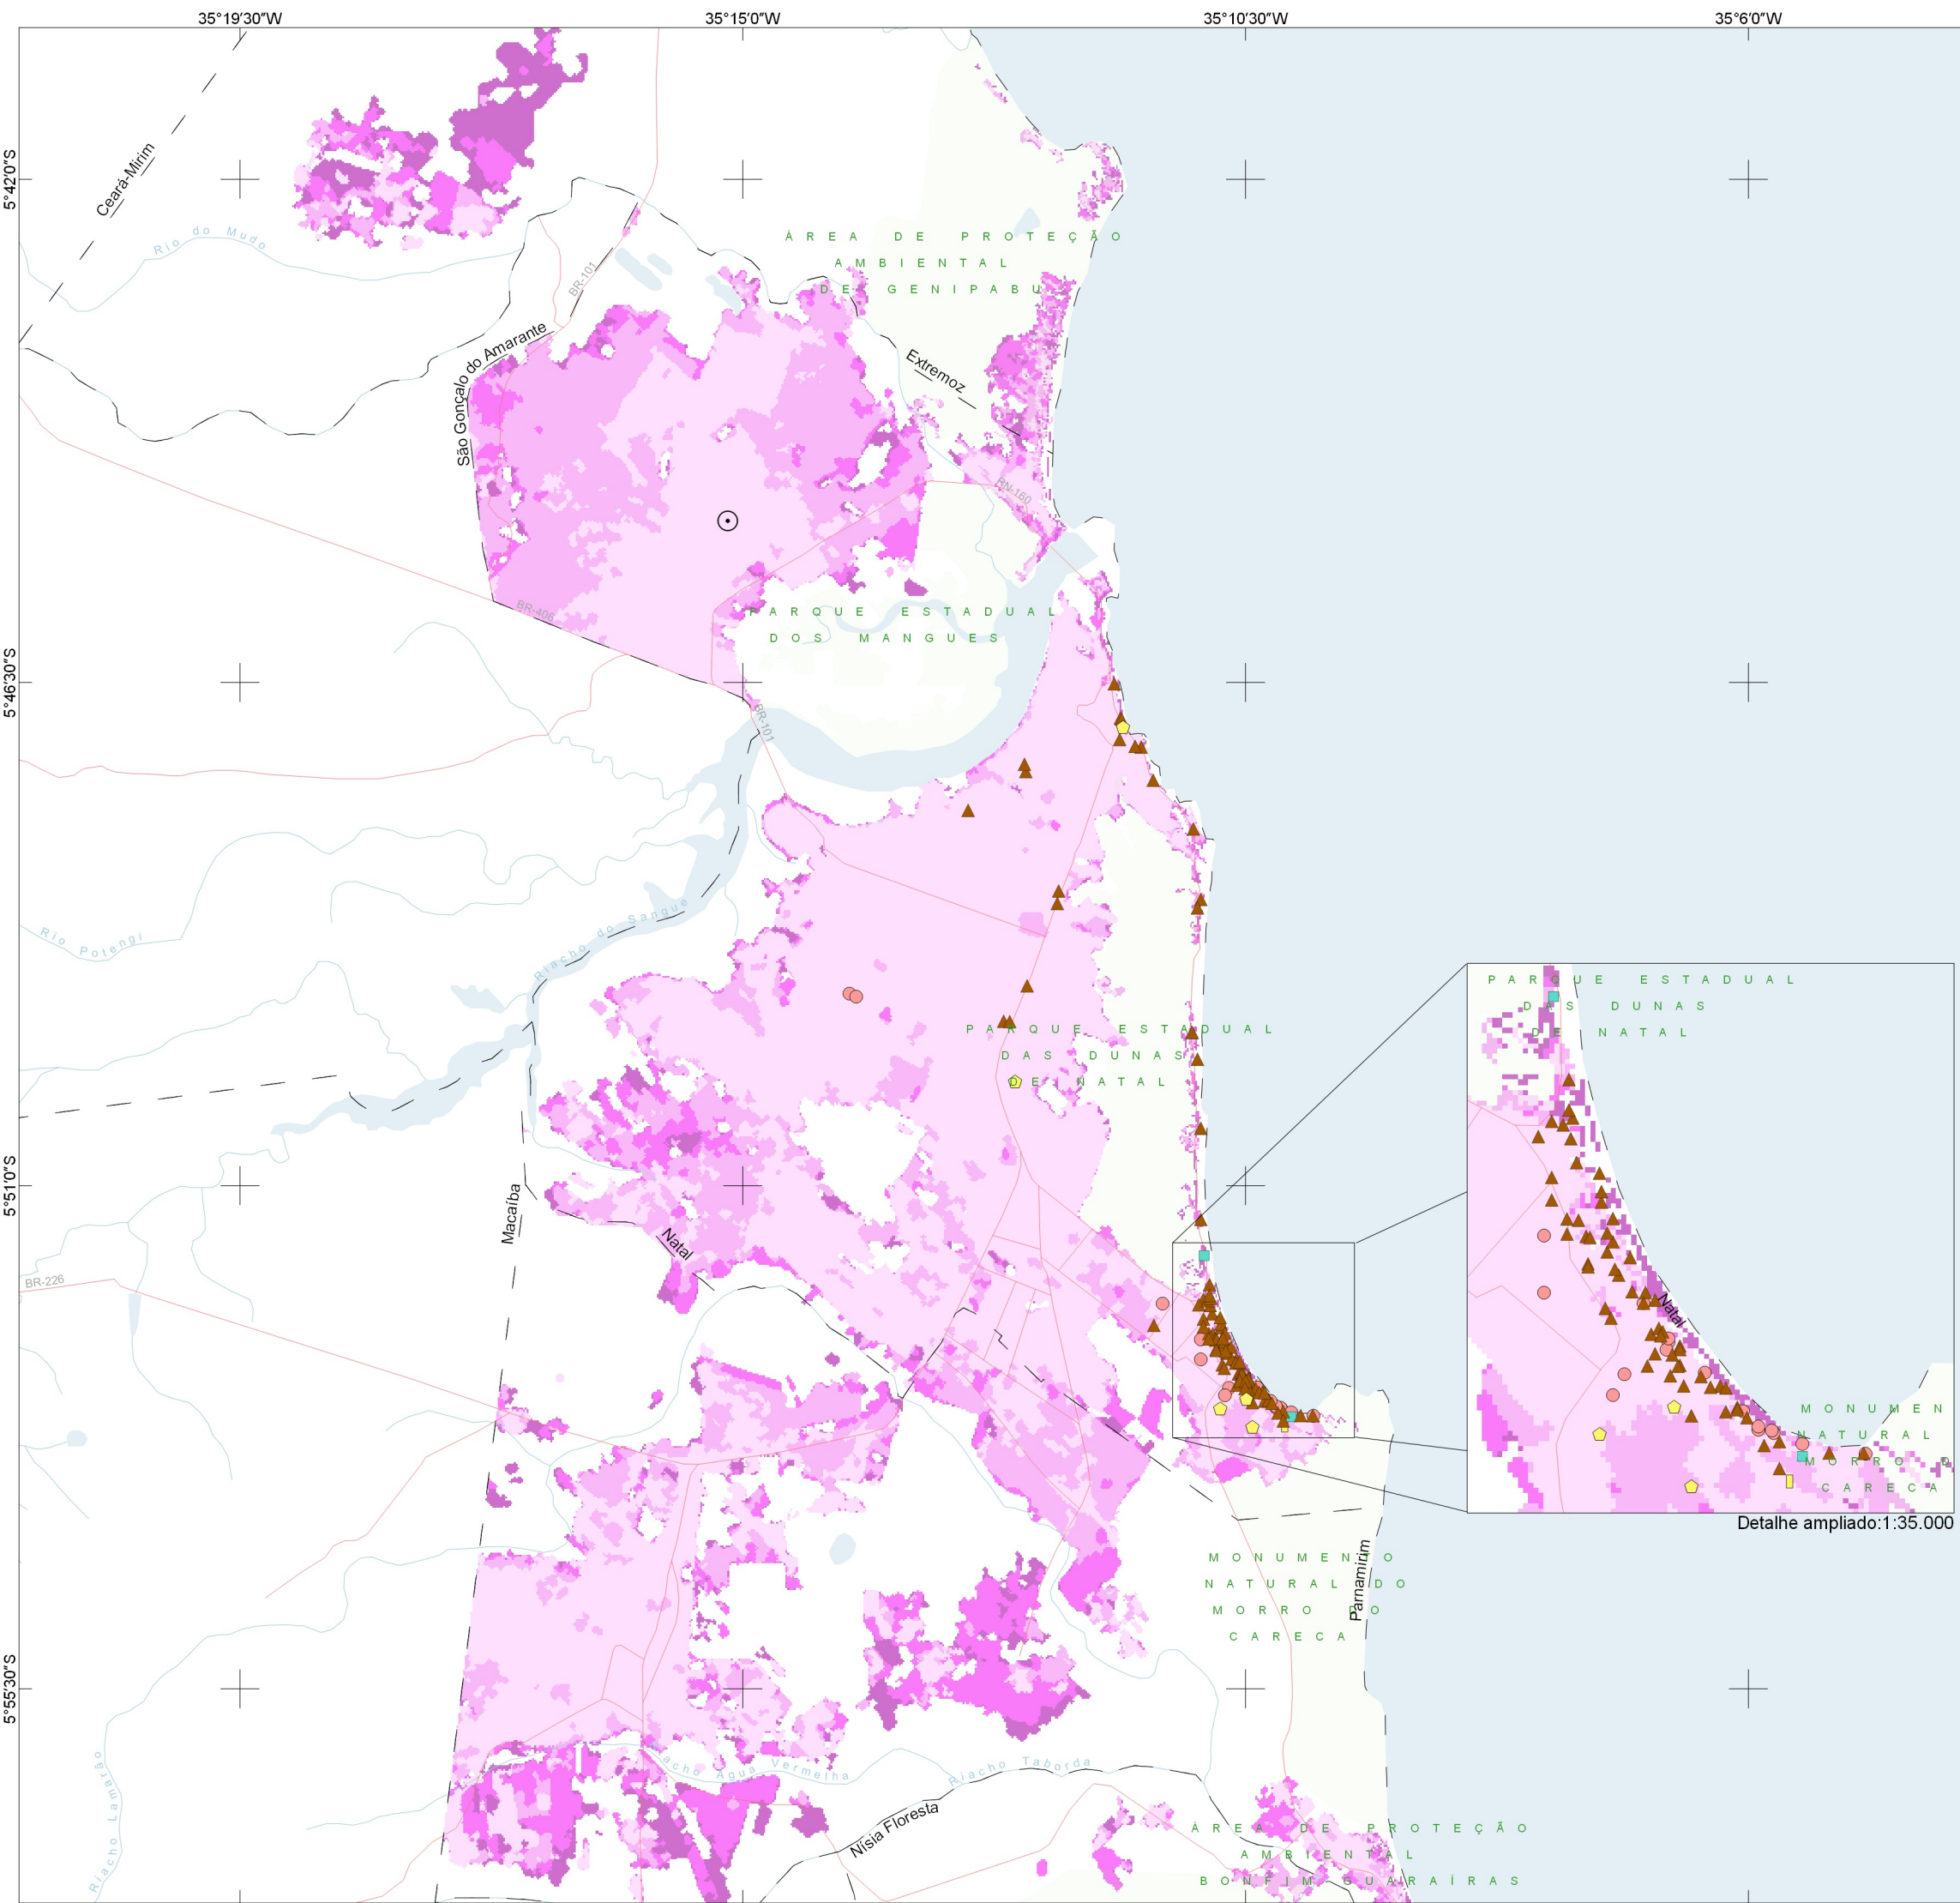 35°19'30"W
35°15'0"W
35°10'30"W
35°6'0"W
5°42'0"S
5°46'30"S
5°51'0"S
5°55'30"S
Ceará-Mirim
Rio do Mudo
BR-101
ÁREA DE PROTEÇÃO
AMBIENTAL
DE GENIPABU
São Gonçalo do Amarante
Extremoz
RN-160
BR-406
PARQUE ESTADUAL
DOS MANGUES
BR-101
Rio Potengi
Riacho do Sangue
PARQUE ESTADUAL
DAS DUNAS
DE NATAL
PARQUE ESTADUAL
DAS DUNAS
DE NATAL
Macaíba
Natal
BR-226
Natal
MONUMEN
NATURAL
MORRO D
CARECA
Detalhe ampliado:1:35.000
MONUMENTO
NATURAL DO
MORRO DO
CARECA
Parnamirim
Riacho Lamarão
Riacho Água Vermelha
Riacho Taborda
Nísia Floresta
ÁREA DE PROTEÇÃO
AMBIENTAL
BONFIM-GUARAÍRAS